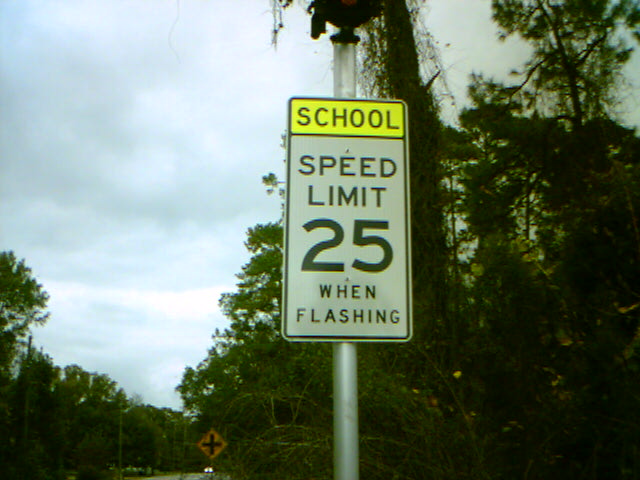 SCHOOL
SPEED
LIMIT
25
WHEN
FLASHING